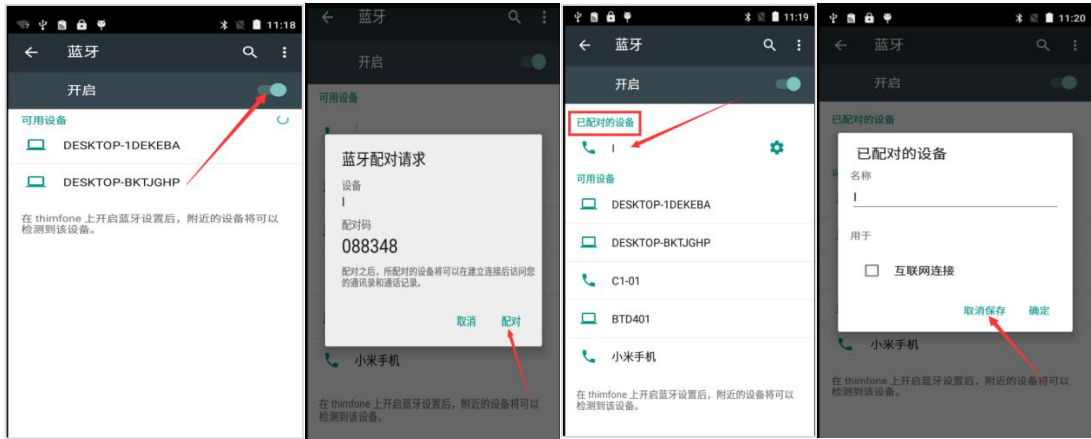 11:18
蓝牙
开启
可用设备
DESKTOP-1DEKEBA
DESKTOP-BKTJGHP
在 thimfone 上开启蓝牙设置后，附近的设备将可以
检测到该设备。
蓝牙
开启
可用设备
蓝牙配对请求
设备
I
配对码
088348
配对之后，所配对的设备将可以在建立连接后访问您
的通讯录和通话记录。
取消 配对
小米手机
在 thimfone 上开启蓝牙设置后，附近的设备将可以
检测到该设备。
11:19
蓝牙
开启
已配对的设备
I
可用设备
DESKTOP-1DEKEBA
DESKTOP-BKTJGHP
C1-01
BTD401
小米手机
在 thimfone 上开启蓝牙设置后，附近的设备将可以
检测到该设备。
11:20
蓝牙
开启
已配对的设备
已配对的设备
名称
I
用于
互联网连接
取消保存 确定
小米手机
在 thimfone 上开启蓝牙设置后，附近的设备将可以
检测到该设备。